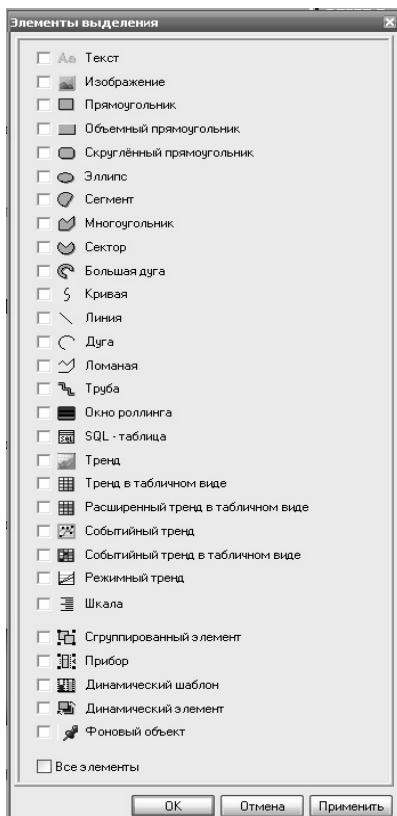 Элементы выделения
Aa Текст
Изображение
Прямоугольник
Объемный прямоугольник
Скруглённый прямоугольник
Эллипс
Сегмент
Многоугольник
Сектор
Большая дуга
Кривая
Линия
Дуга
Ломаная
Труба
Окно роллинга
SQL - таблица
Тренд
Тренд в табличном виде
Расширенный тренд в табличном виде
Событийный тренд
Событийный тренд в табличном виде
Режимный тренд
Шкала
Сгруппированный элемент
Прибор
Динамический шаблон
Динамический элемент
Фоновый объект
Все элементы
OK Отмена Применить